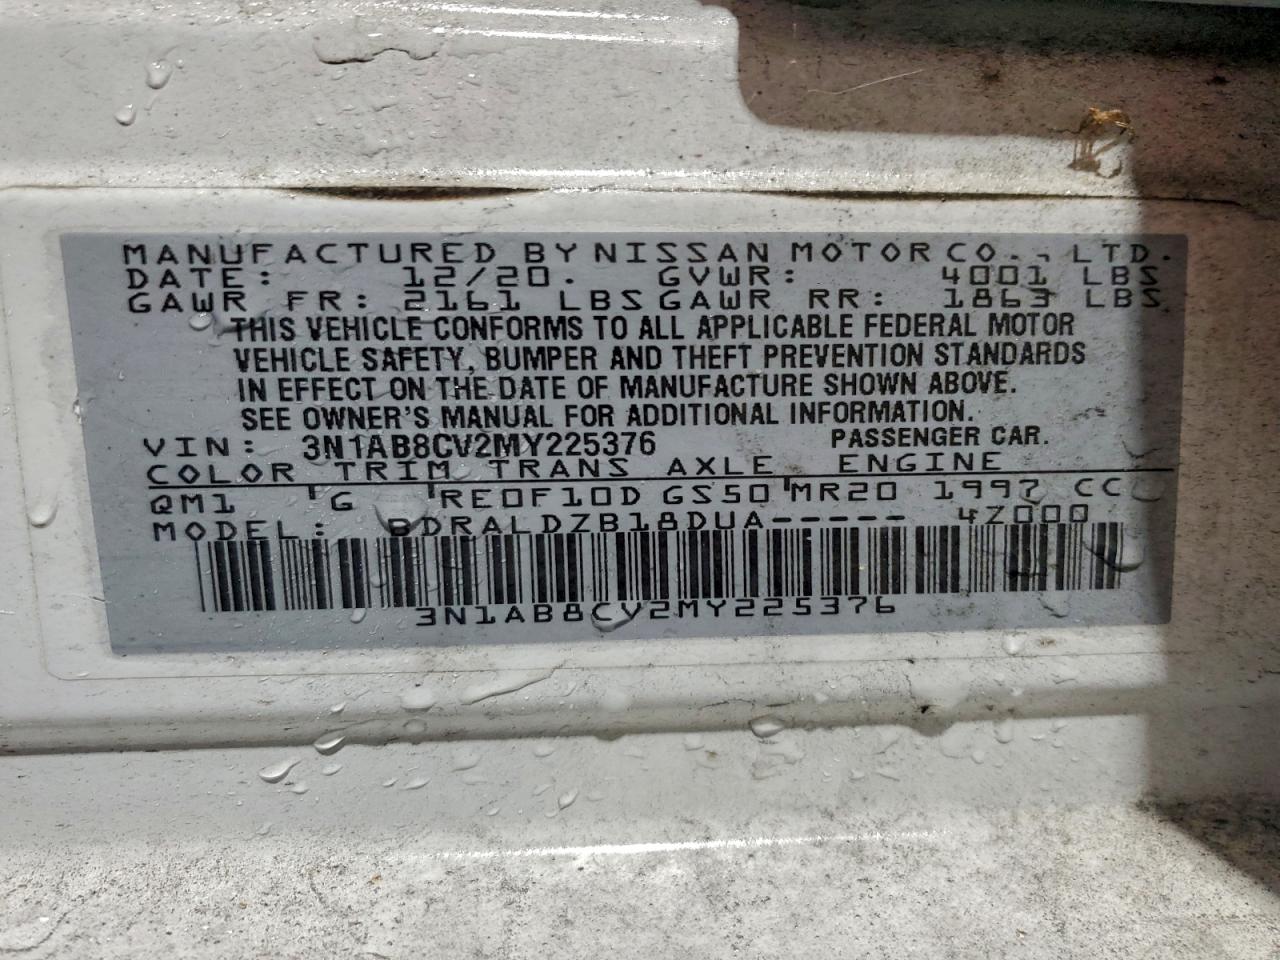 MANUFACTURED BY NISSAN MOTOR CO., LTD.
DATE: 12/20. GVWR: 4001 LBS
GAWR FR: 2161 LBS GAWR RR: 1863 LBS
THIS VEHICLE CONFORMS TO ALL APPLICABLE FEDERAL MOTOR
VEHICLE SAFETY, BUMPER AND THEFT PREVENTION STANDARDS
IN EFFECT ON THE DATE OF MANUFACTURE SHOWN ABOVE.
SEE OWNER'S MANUAL FOR ADDITIONAL INFORMATION.
VIN: 3N1AB8CV2MY225376 PASSENGER CAR.
COLOR TRIM TRANS AXLE ENGINE
QM1 G RE0F10D GS50 MR20 1997 CC
MODEL: BDRALDZB18DUA----- 4Z000
3N1AB8CV2MY225376